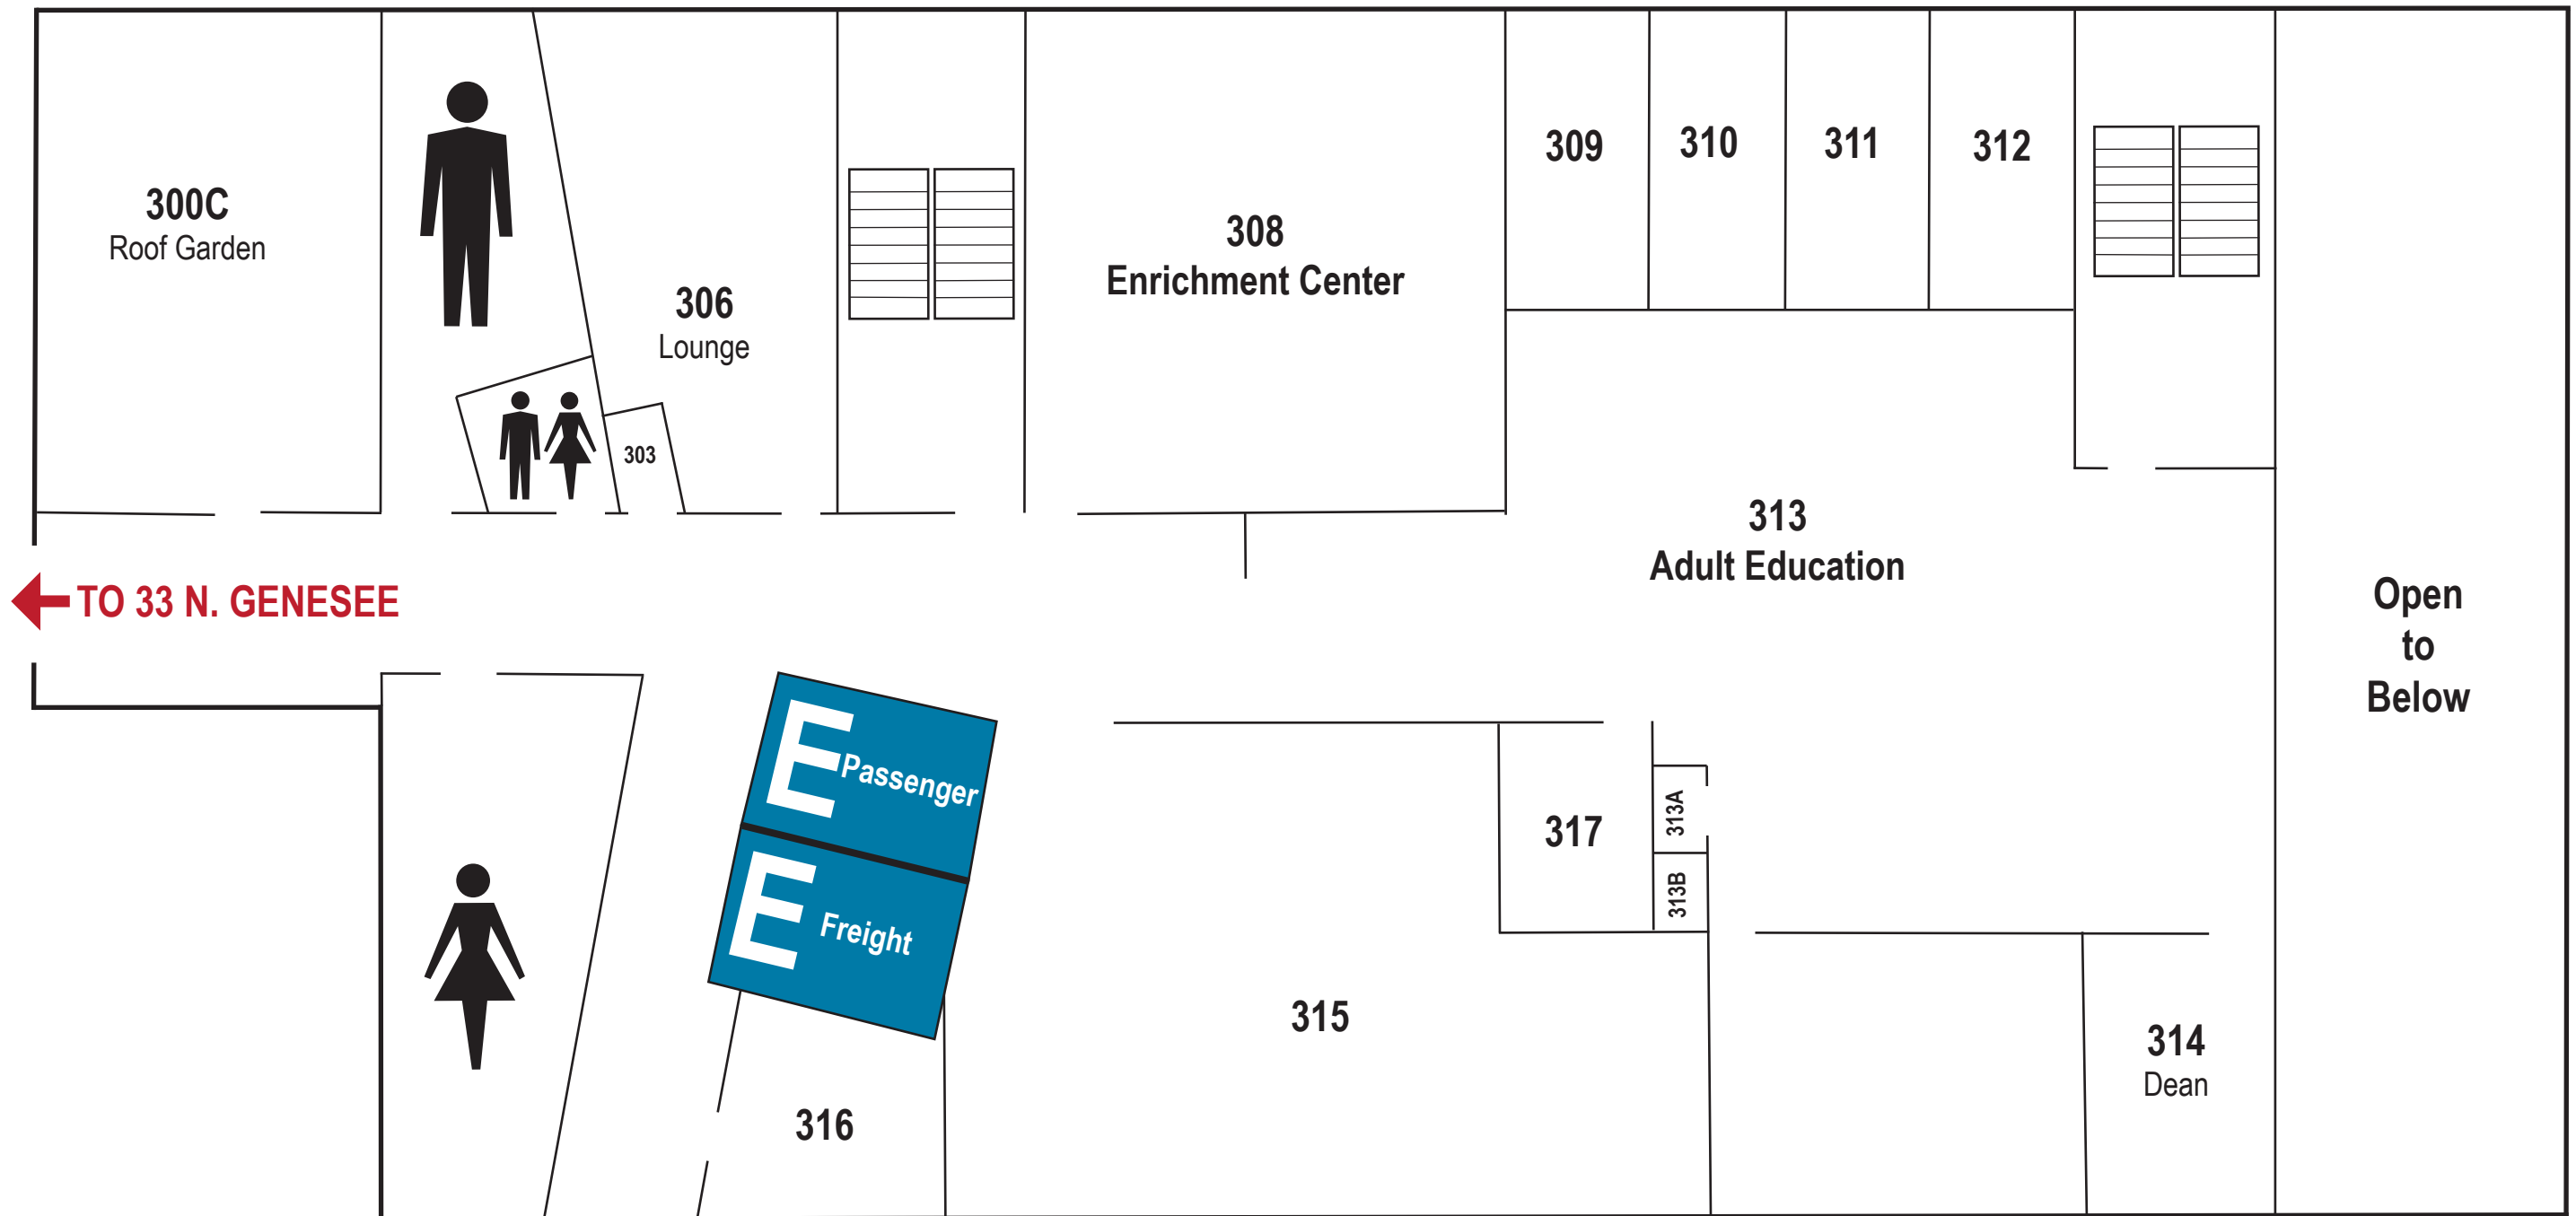 300C
Roof Garden
306
Lounge
303
308
Enrichment Center
309
310
311
312
313
Adult Education
TO 33 N. GENESEE
Open
to
Below
E Passenger
E Freight
317
313A
313B
315
316
314
Dean